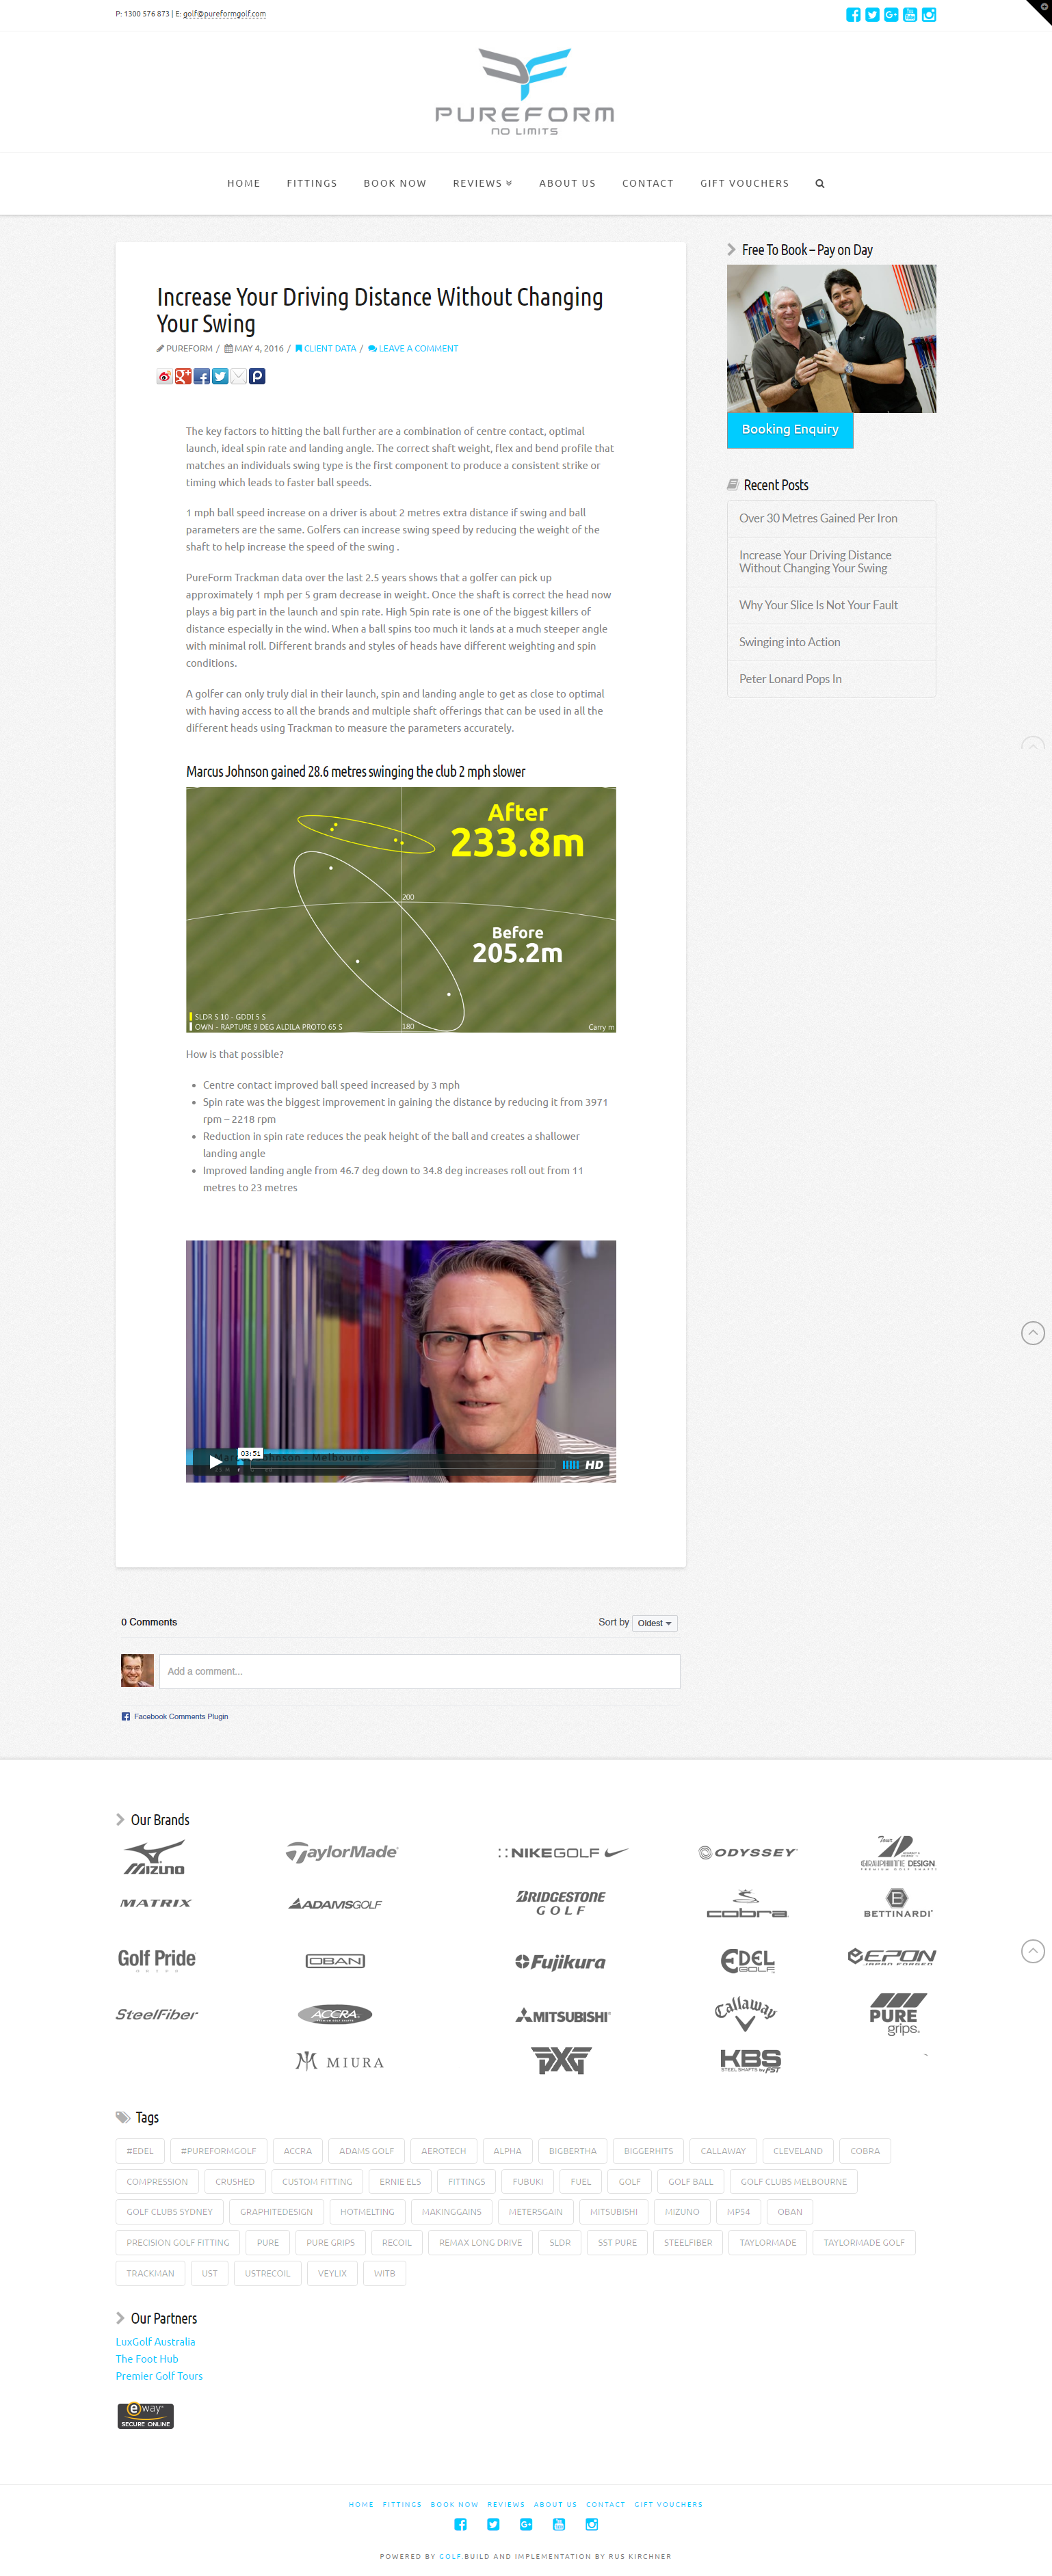 P: 1300 576 873 | E: golf@pureformgolf.com
PUREFORM
NO LIMITS
HOME
FITTINGS
BOOK NOW
REVIEWS
ABOUT US
CONTACT
GIFT VOUCHERS
Increase Your Driving Distance Without Changing
Your Swing
PUREFORM / MAY 4, 2016 / CLIENT DATA / LEAVE A COMMENT
The key factors to hitting the ball further are a combination of centre contact, optimal
launch, ideal spin rate and landing angle. The correct shaft weight, flex and bend profile that
matches an individuals swing type is the first component to produce a consistent strike or
timing which leads to faster ball speeds.
1 mph ball speed increase on a driver is about 2 metres extra distance if swing and ball
parameters are the same. Golfers can increase swing speed by reducing the weight of the
shaft to help increase the speed of the swing .
PureForm Trackman data over the last 2.5 years shows that a golfer can pick up
approximately 1 mph per 5 gram decrease in weight. Once the shaft is correct the head now
plays a big part in the launch and spin rate. High Spin rate is one of the biggest killers of
distance especially in the wind. When a ball spins too much it lands at a much steeper angle
with minimal roll. Different brands and styles of heads have different weighting and spin
conditions.
A golfer can only truly dial in their launch, spin and landing angle to get as close to optimal
with having access to all the brands and multiple shaft offerings that can be used in all the
different heads using Trackman to measure the parameters accurately.
Marcus Johnson gained 28.6 metres swinging the club 2 mph slower
After
233.8m
200
Before
205.2m
SLDR S 10 - GDDI 5 S
OWN - RAPTURE 9 DEG ALDILA PROTO 65 S
180
Carry m
How is that possible?
Centre contact improved ball speed increased by 3 mph
Spin rate was the biggest improvement in gaining the distance by reducing it from 3971
rpm – 2218 rpm
Reduction in spin rate reduces the peak height of the ball and creates a shallower
landing angle
Improved landing angle from 46.7 deg down to 34.8 deg increases roll out from 11
metres to 23 metres
03:51
Johnson - Melbourne
HD
0 Comments
Sort by Oldest
Add a comment...
Facebook Comments Plugin
Free To Book – Pay on Day
Booking Enquiry
Recent Posts
Over 30 Metres Gained Per Iron
Increase Your Driving Distance
Without Changing Your Swing
Why Your Slice Is Not Your Fault
Swinging into Action
Peter Lonard Pops In
Our Brands
MIZUNO
TaylorMade
NIKEGOLF
ODYSSEY
Tour
GRAPHITE DESIGN
MATRIX
ADAMSGOLF
BRIDGESTONE
GOLF
cobra
BETTINARDI
Golf Pride
OBAN
Fujikura
EDEL
GOLF
EPON
JAPAN FORGED
SteelFiber
ACCRA
MITSUBISHI
Callaway
PURE
grips
MIURA
PXG
KBS
STEEL SHAFTS by FST
Tags
#EDEL
#PUREFORMGOLF
ACCRA
ADAMS GOLF
AEROTECH
ALPHA
BIGBERTHA
BIGGERHITS
CALLAWAY
CLEVELAND
COBRA
COMPRESSION
CRUSHED
CUSTOM FITTING
ERNIE ELS
FITTINGS
FUBUKI
FUEL
GOLF
GOLF BALL
GOLF CLUBS MELBOURNE
GOLF CLUBS SYDNEY
GRAPHITEDESIGN
HOTMELTING
MAKINGGAINS
METERSGAIN
MITSUBISHI
MIZUNO
MP54
OBAN
PRECISION GOLF FITTING
PURE
PURE GRIPS
RECOIL
REMAX LONG DRIVE
SLDR
SST PURE
STEELFIBER
TAYLORMADE
TAYLORMADE GOLF
TRACKMAN
UST
USTRECOIL
VEYLIX
WITB
Our Partners
LuxGolf Australia
The Foot Hub
Premier Golf Tours
eway
SECURE ONLINE
HOME FITTINGS BOOK NOW REVIEWS ABOUT US CONTACT GIFT VOUCHERS
POWERED BY GOLF.BUILD AND IMPLEMENTATION BY RUS KIRCHNER